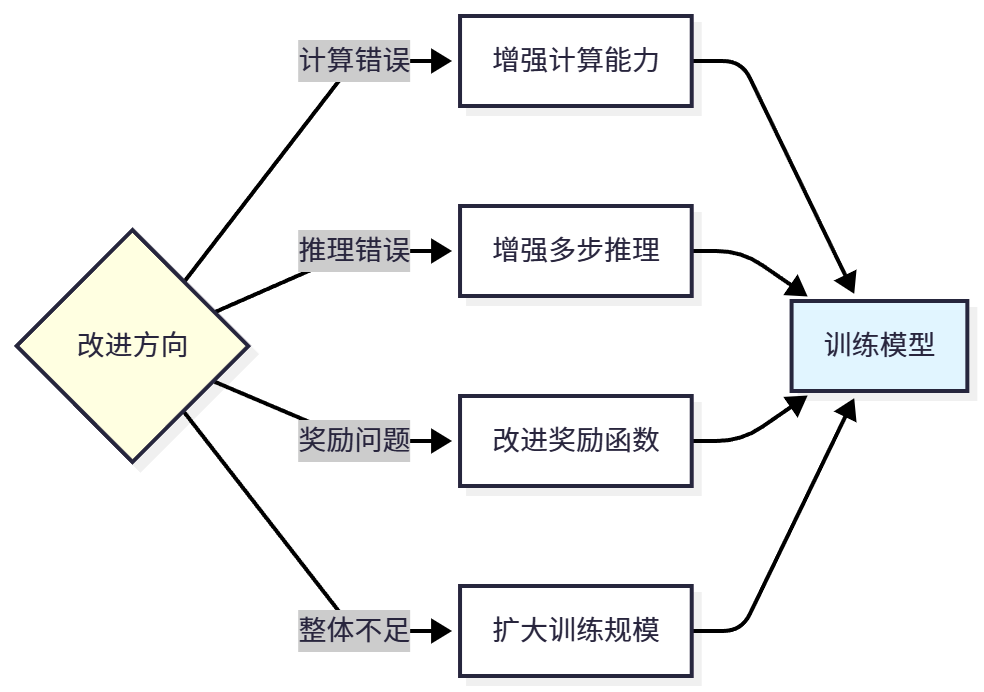 计算错误
增强计算能力
推理错误
增强多步推理
改进方向
训练模型
奖励问题
改进奖励函数
整体不足
扩大训练规模